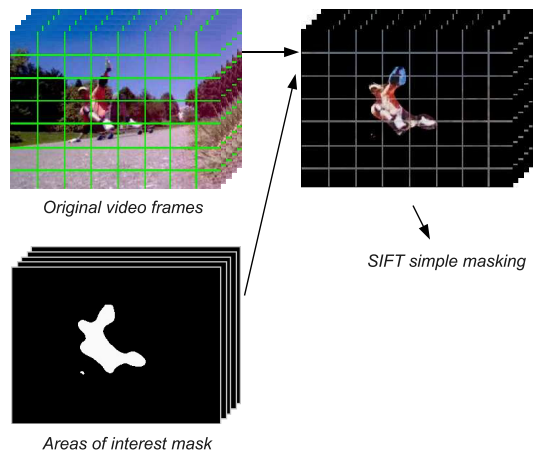 Original video frames
SIFT simple masking
Areas of interest mask